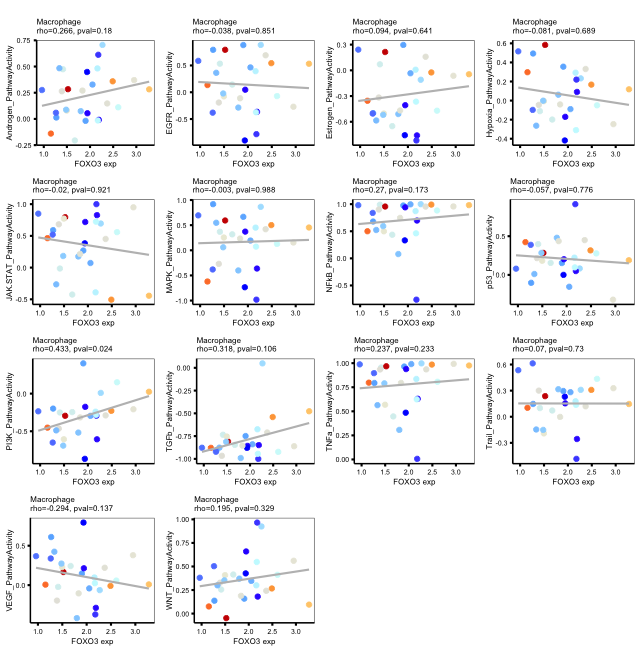 Macrophage
rho=0.266, pval=0.18
Androgen_PathwayActivity
0.75
0.50
0.25
0.00
-0.25
1.0 1.5 2.0 2.5 3.0
FOXO3 exp
Macrophage
rho=-0.038, pval=0.851
EGFR_PathwayActivity
1.0
0.5
0.0
-0.5
1.0 1.5 2.0 2.5 3.0
FOXO3 exp
Macrophage
rho=0.094, pval=0.641
Estrogen_PathwayActivity
0.3
0.0
-0.3
-0.6
1.0 1.5 2.0 2.5 3.0
FOXO3 exp
Macrophage
rho=-0.081, pval=0.689
Hypoxia_PathwayActivity
0.6
0.4
0.2
0.0
-0.2
-0.4
1.0 1.5 2.0 2.5 3.0
FOXO3 exp
Macrophage
rho=-0.02, pval=0.921
JAK.STAT_PathwayActivity
1.0
0.5
0.0
-0.5
1.0 1.5 2.0 2.5 3.0
FOXO3 exp
Macrophage
rho=-0.003, pval=0.988
MAPK_PathwayActivity
1.0
0.5
0.0
-0.5
-1.0
1.0 1.5 2.0 2.5 3.0
FOXO3 exp
Macrophage
rho=0.27, pval=0.173
NFkB_PathwayActivity
1.0
0.5
0.0
-0.5
1.0 1.5 2.0 2.5 3.0
FOXO3 exp
Macrophage
rho=-0.057, pval=0.776
p53_PathwayActivity
0.5
0.0
1.0 1.5 2.0 2.5 3.0
FOXO3 exp
Macrophage
rho=0.433, pval=0.024
PI3K_PathwayActivity
0.0
-0.5
1.0 1.5 2.0 2.5 3.0
FOXO3 exp
Macrophage
rho=0.318, pval=0.106
TGFb_PathwayActivity
0.00
-0.25
-0.50
-0.75
-1.00
1.0 1.5 2.0 2.5 3.0
FOXO3 exp
Macrophage
rho=0.237, pval=0.233
TNFa_PathwayActivity
1.00
0.75
0.50
0.25
0.00
1.0 1.5 2.0 2.5 3.0
FOXO3 exp
Macrophage
rho=0.07, pval=0.73
Trail_PathwayActivity
0.6
0.3
0.0
-0.3
1.0 1.5 2.0 2.5 3.0
FOXO3 exp
Macrophage
rho=-0.294, pval=0.137
VEGF_PathwayActivity
0.5
0.0
1.0 1.5 2.0 2.5 3.0
FOXO3 exp
Macrophage
rho=0.195, pval=0.329
WNT_PathwayActivity
1.00
0.75
0.50
0.25
0.00
1.0 1.5 2.0 2.5 3.0
FOXO3 exp